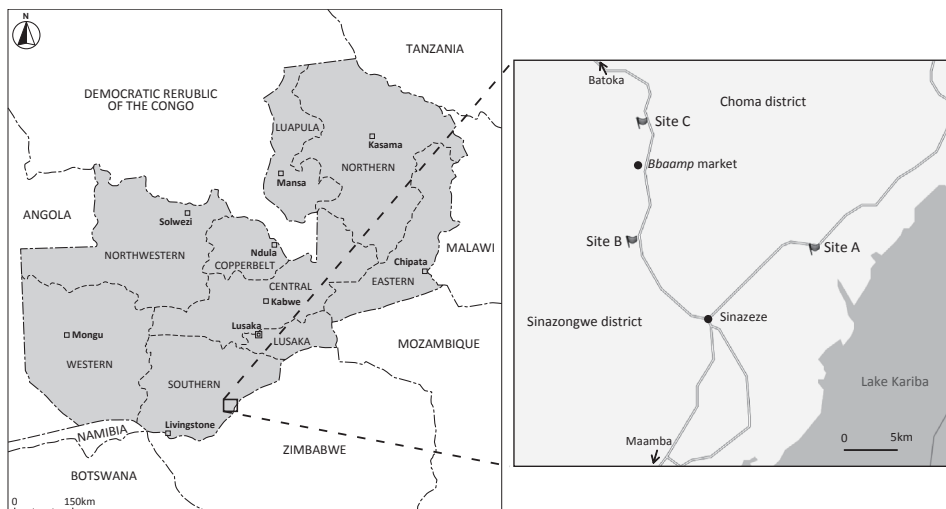 N
TANZANIA
DEMOCRATIC RERUBLIC
OF THE CONGO
LUAPULA
Kasama
NORTHERN
Mansa
ANGOLA
Solwezi
MALAWI
NORTHWESTERN
Ndula
COPPERBELT
Chipata
CENTRAL
EASTERN
Kabwe
Lusaka
Mongu
LUSAKA
MOZAMBIQUE
WESTERN
SOUTHERN
Livingstone
NAMIBIA
ZIMBABWE
BOTSWANA
0 150km
Batoka
Choma district
Site C
Bbaamp market
Site B
Site A
Sinazongwe district
Sinazeze
Lake Kariba
Maamba
0 5km